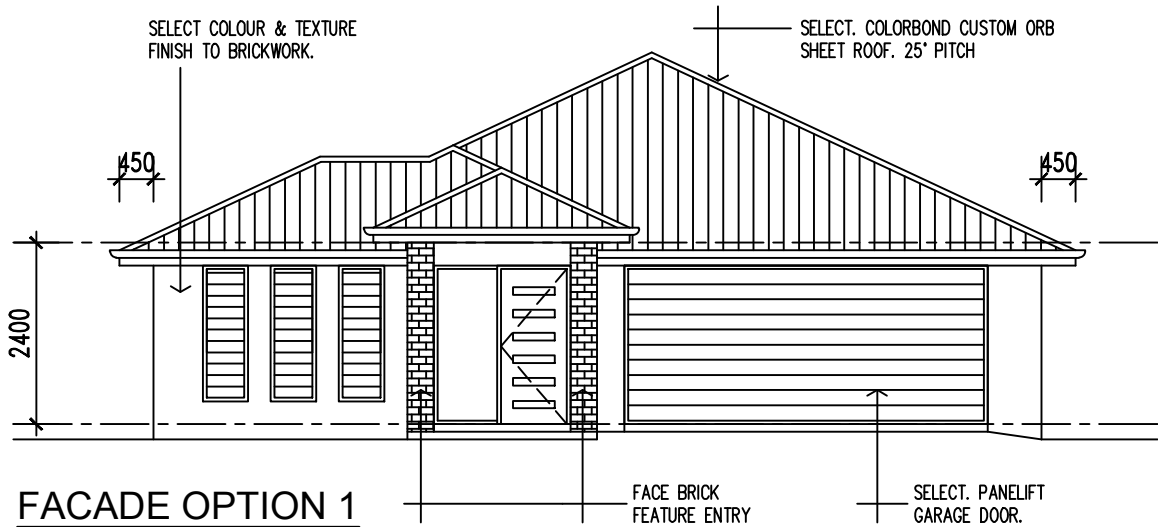 SELECT COLOUR & TEXTURE
FINISH TO BRICKWORK.
SELECT. COLORBOND CUSTOM ORB
SHEET ROOF. 25° PITCH
450
450
2400
FACADE OPTION 1
FACE BRICK
FEATURE ENTRY
SELECT. PANELIFT
GARAGE DOOR.